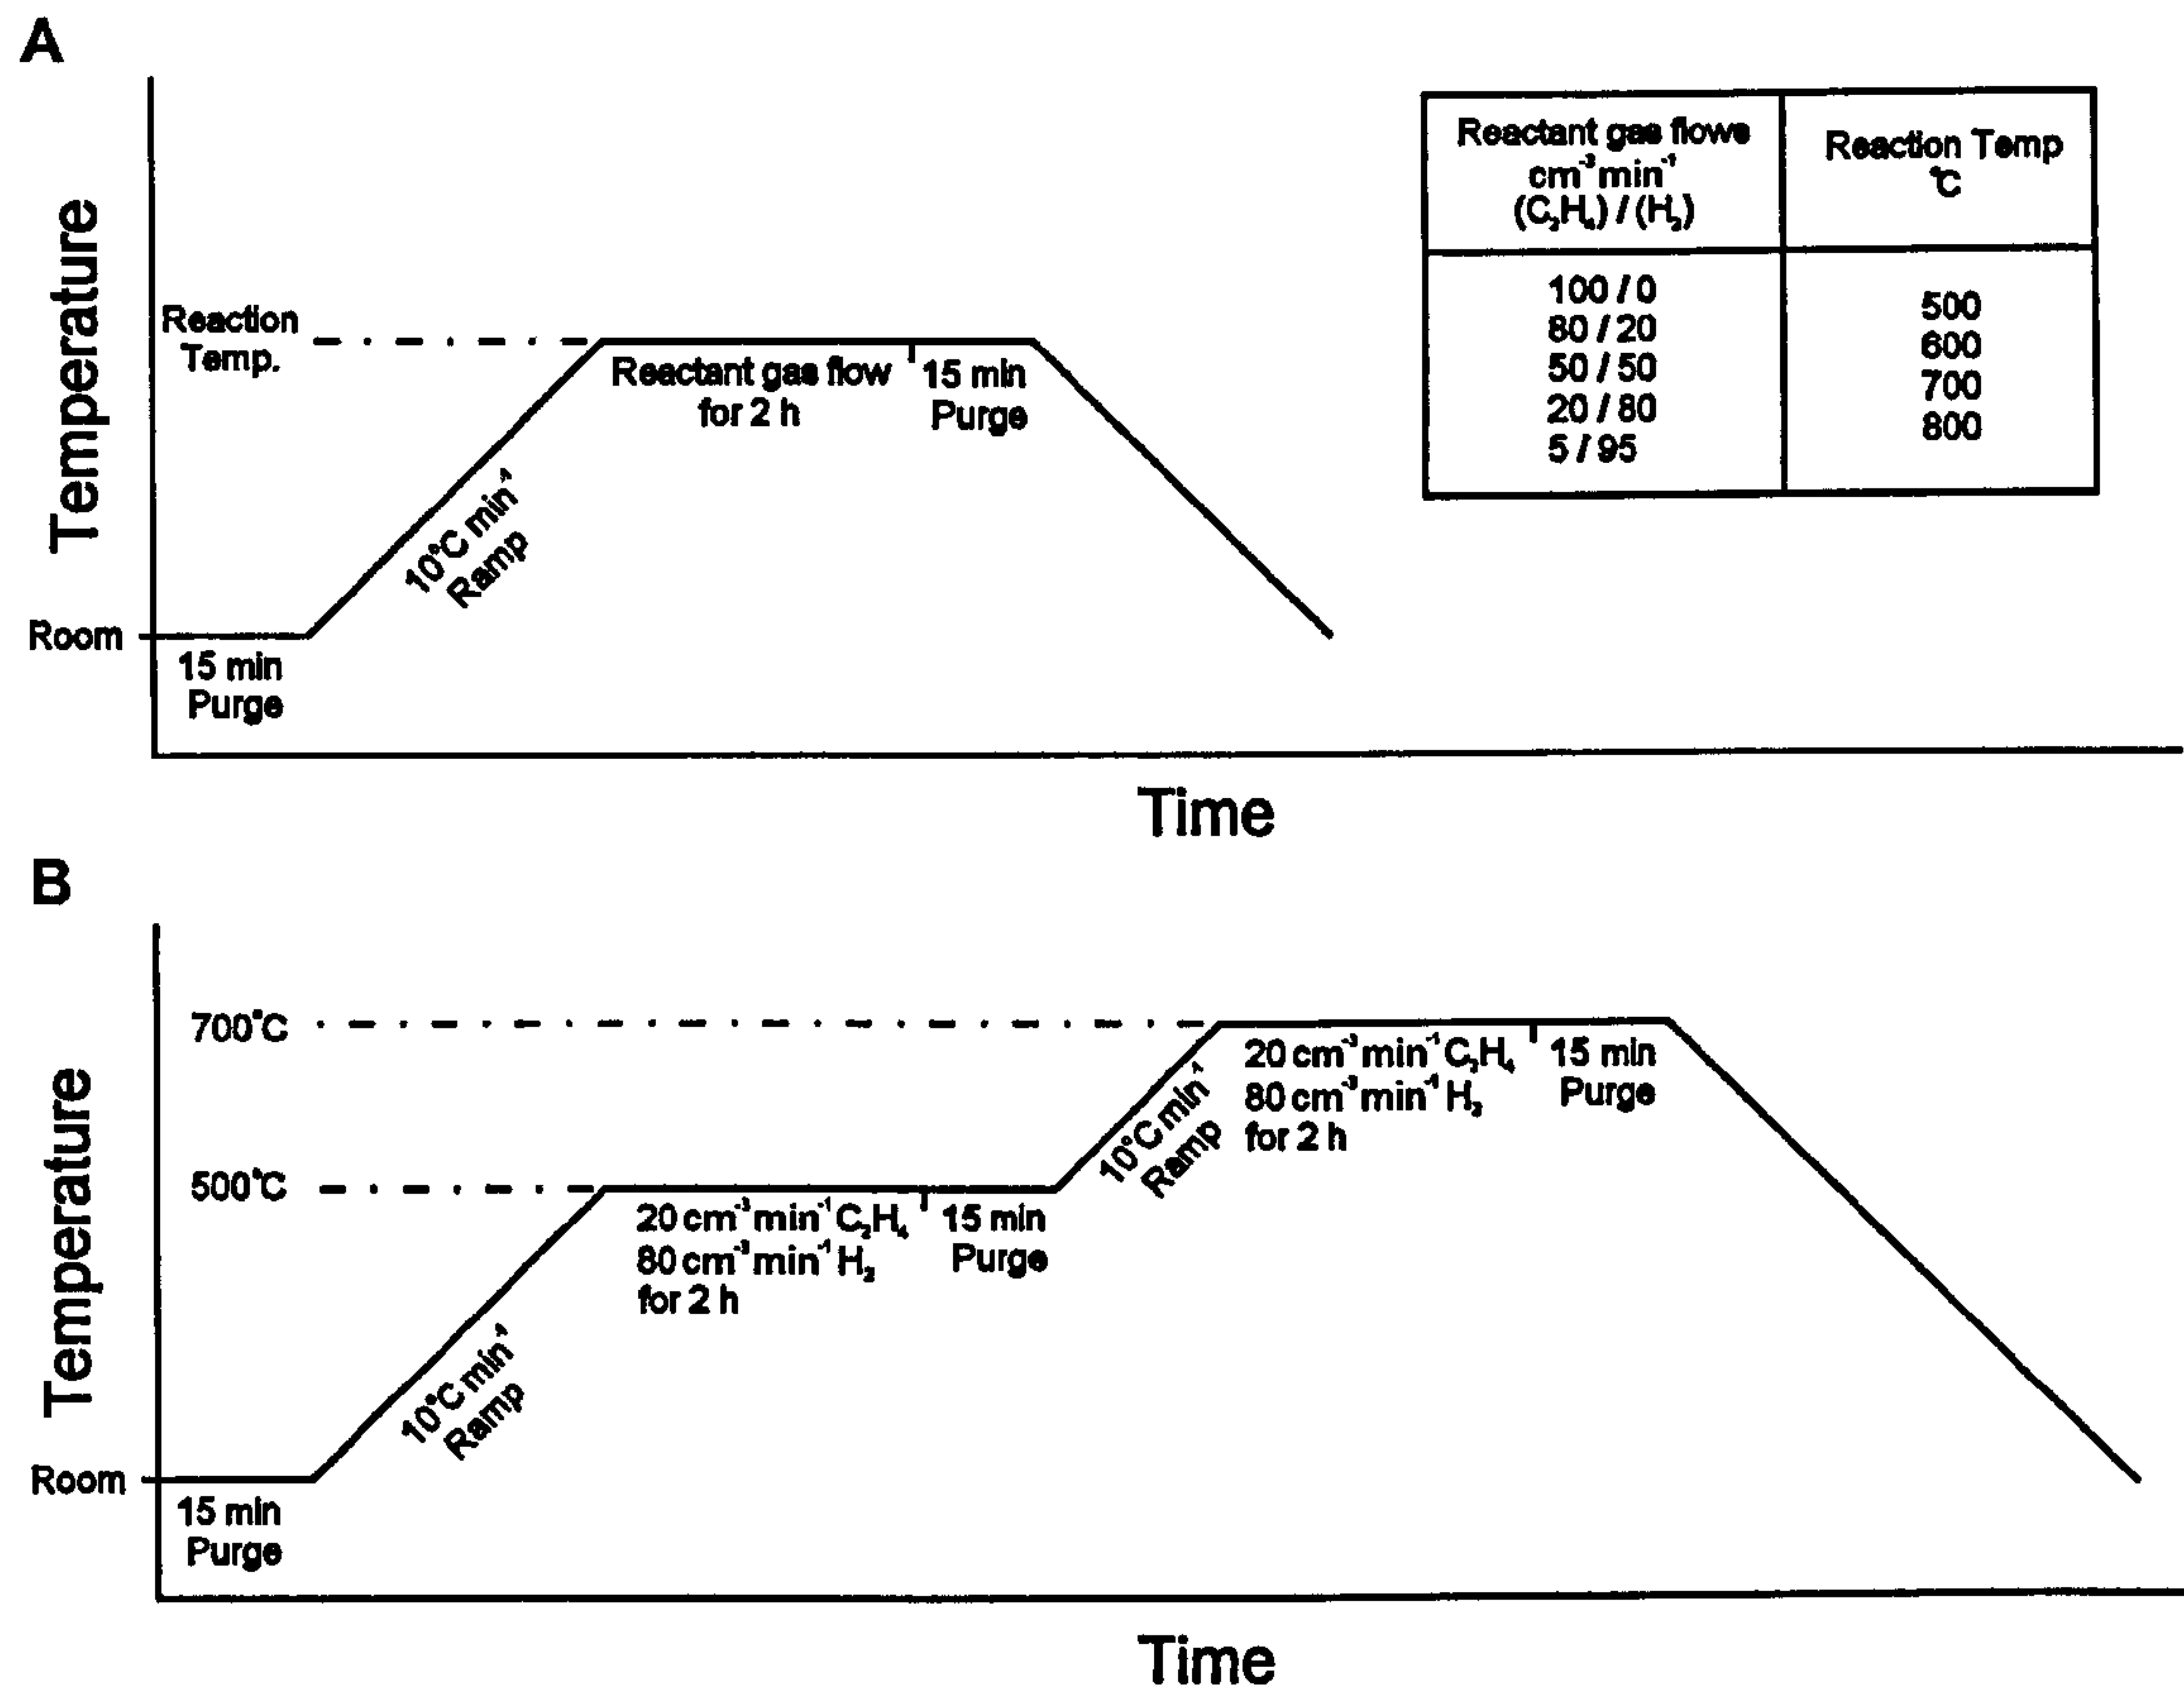 A
Temperature
Reaction
Temp.
Room
15 min
Purge
10°C min⁻¹
Ramp
Reactant gas flow
for 2 h
15 min
Purge
Time
Reactant gas flows
cm⁻³ min⁻¹
(C₂H₄) / (H₂)
Reaction Temp
°C
100 / 0
80 / 20
50 / 50
20 / 80
5 / 95
500
600
700
800
B
Temperature
700°C
500°C
Room
15 min
Purge
10°C min⁻¹
Ramp
20 cm⁻³ min⁻¹ C₂H₄
80 cm⁻³ min⁻¹ H₂
for 2 h
15 min
Purge
10°C min⁻¹
Ramp
20 cm⁻³ min⁻¹ C₂H₄
80 cm⁻³ min⁻¹ H₂
for 2 h
15 min
Purge
Time